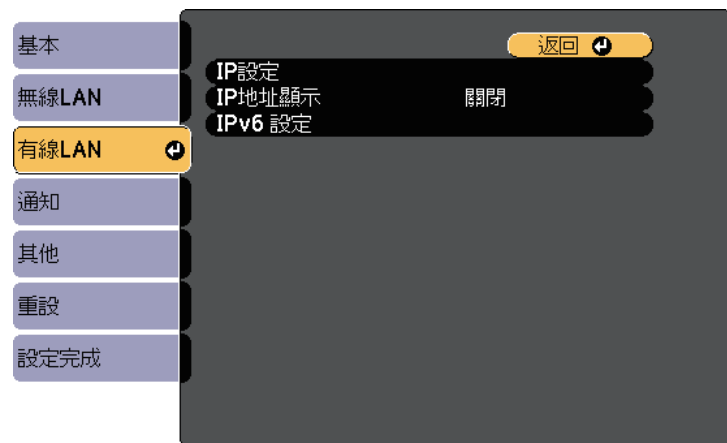 基本
無線LAN
有線LAN
通知
其他
重設
設定完成
返回
IP設定
IP地址顯示 關閉
IPv6 設定